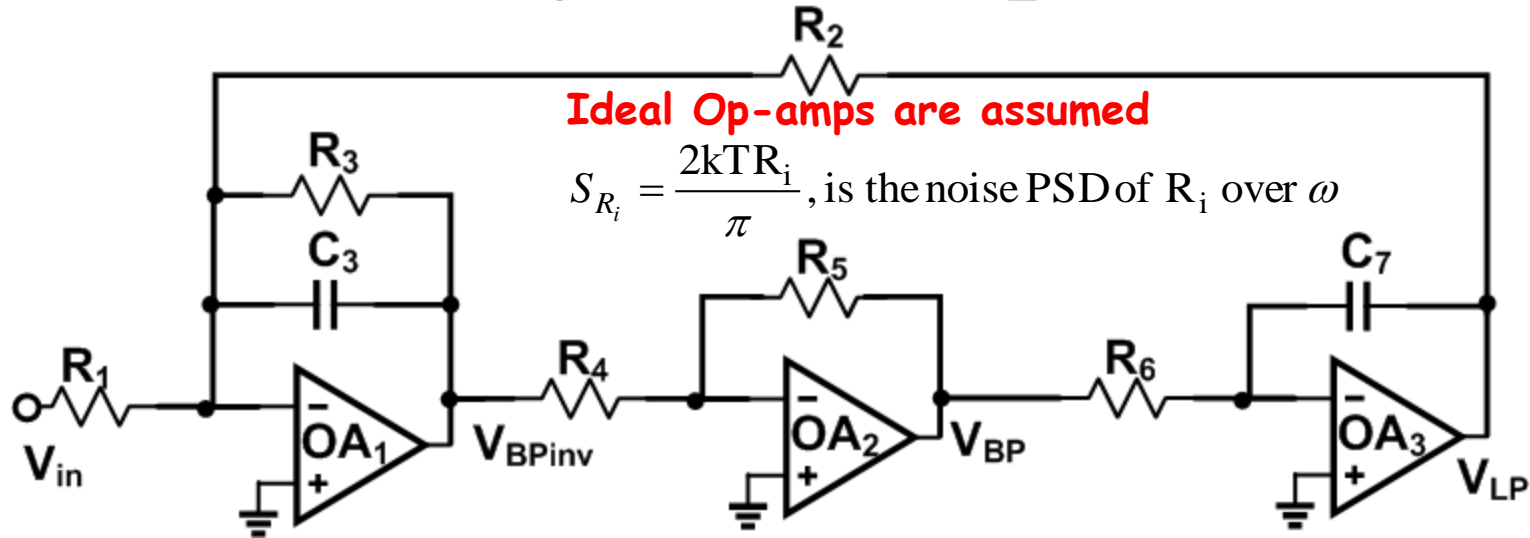 R2
Ideal Op-amps are assumed
S_{R_i} = 2kTR_i / π , is the noise PSD of R_i over ω
R3
C3
R5
C7
R1
R4
R6
− OA1 +
− OA2 +
− OA3 +
Vin
VBPinv
VBP
VLP